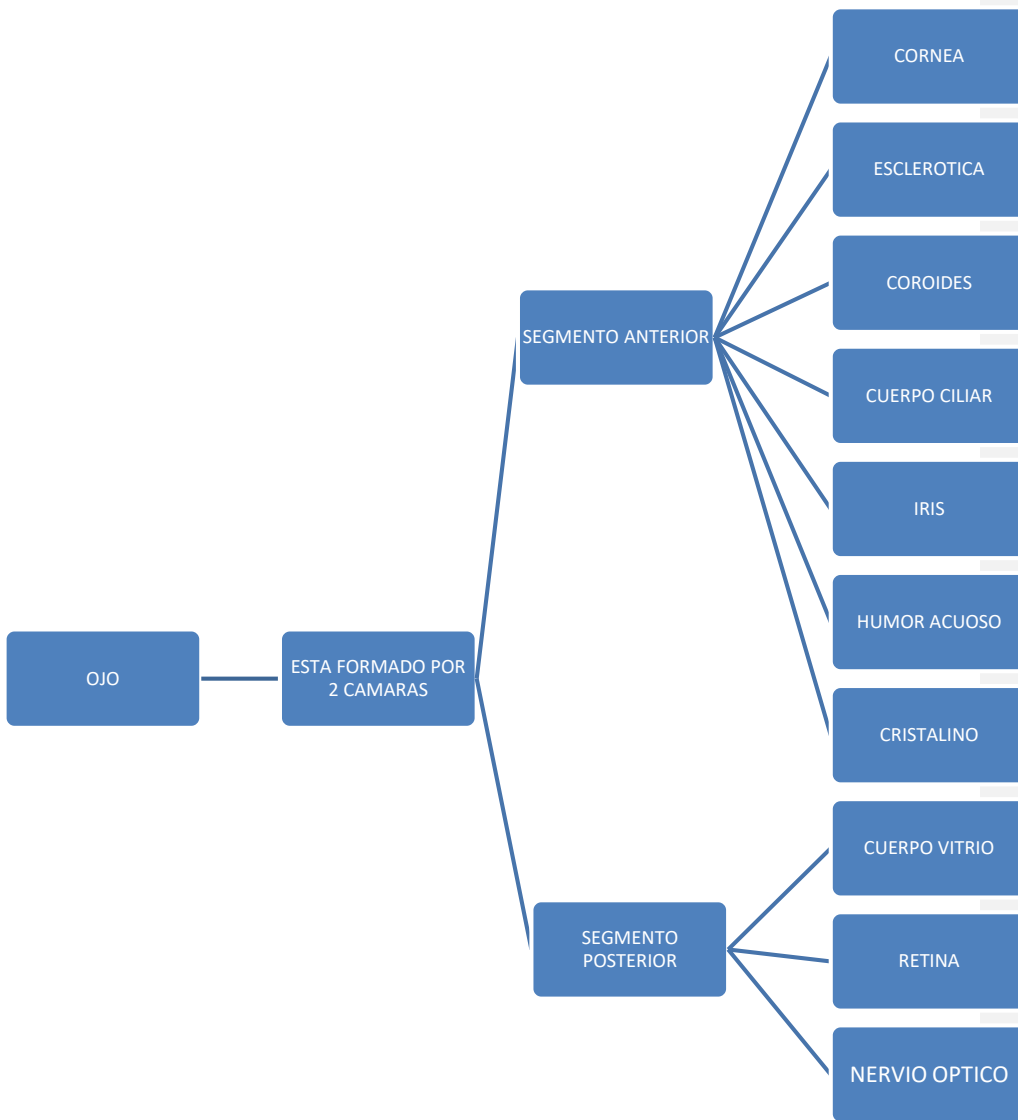 OJO
ESTA FORMADO POR
2 CAMARAS
SEGMENTO ANTERIOR
CORNEA
ESCLEROTICA
COROIDES
CUERPO CILIAR
IRIS
HUMOR ACUOSO
CRISTALINO
SEGMENTO
POSTERIOR
CUERPO VITRIO
RETINA
NERVIO OPTICO